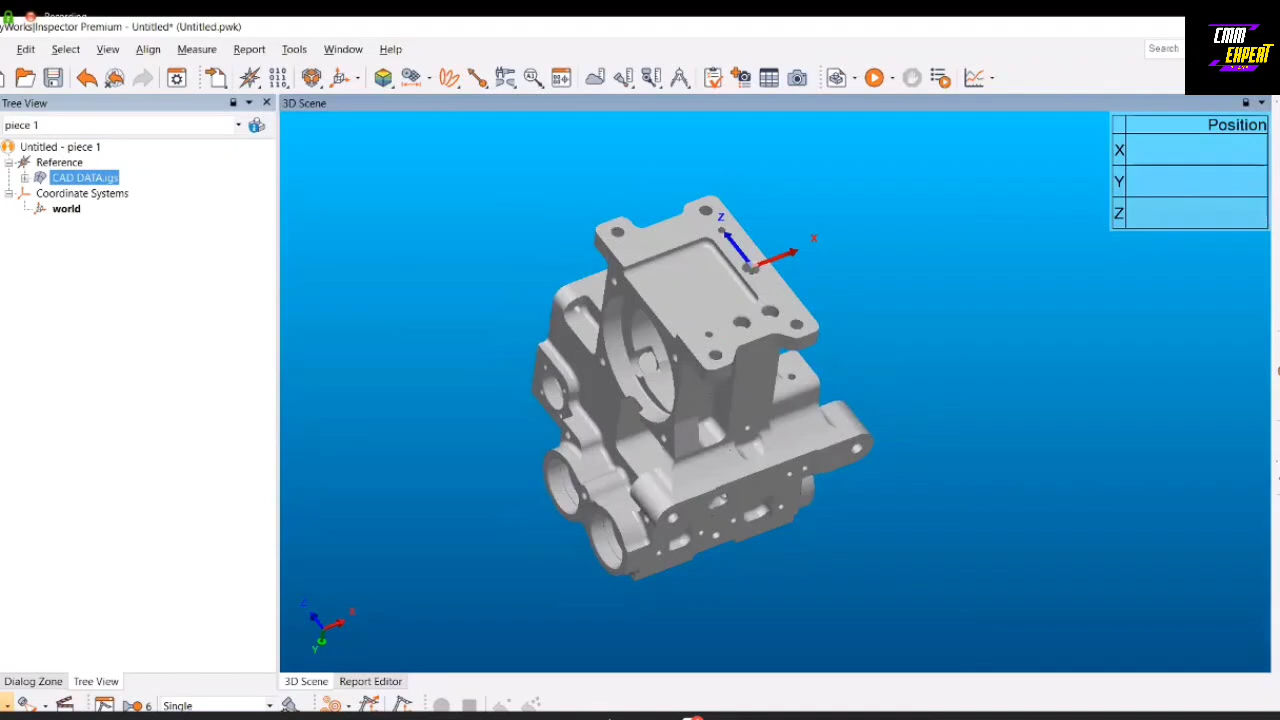 Recording
yWorks|Inspector Premium - Untitled* (Untitled.pwk)
CMM
EXPERT
Edit Select View Align Measure Report Tools Window Help
Search
Tree View
3D Scene
piece 1
Position
Untitled - piece 1
X
Reference
CAD DATA.igs
Y
Coordinate Systems
world
Z
Z
X
Z
X
Y
Dialog Zone Tree View
3D Scene Report Editor
6 Single